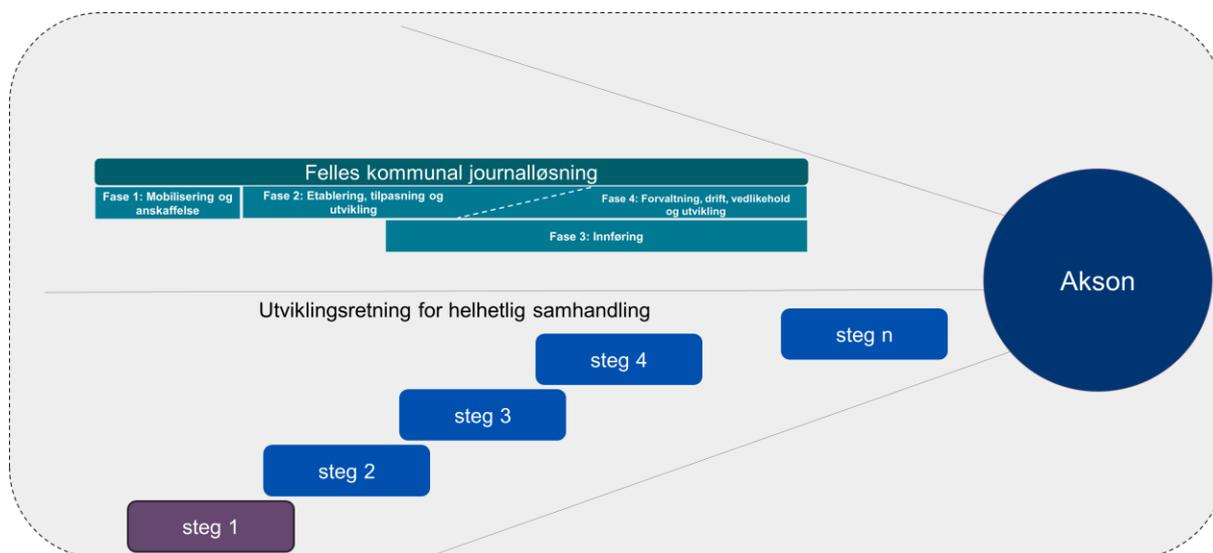 Felles kommunal journalløsning
Fase 1: Mobilisering og
anskaffelse
Fase 2: Etablering, tilpasning og
utvikling
Fase 4: Forvaltning, drift, vedlikehold
og utvikling
Fase 3: Innføring
Akson
Utviklingsretning for helhetlig samhandling
steg n
steg 4
steg 3
steg 2
steg 1